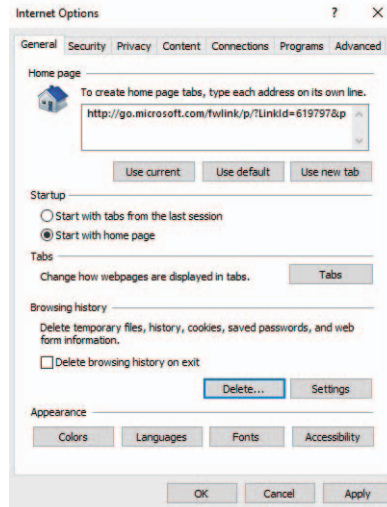 Internet Options ? X
General Security Privacy Content Connections Programs Advanced
Home page
To create home page tabs, type each address on its own line.
http://go.microsoft.com/fwlink/p/?LinkId=619797&p
Use current Use default Use new tab
Startup
Start with tabs from the last session
Start with home page
Tabs
Change how webpages are displayed in tabs. Tabs
Browsing history
Delete temporary files, history, cookies, saved passwords, and web
form information.
Delete browsing history on exit
Delete... Settings
Appearance
Colors Languages Fonts Accessibility
OK Cancel Apply